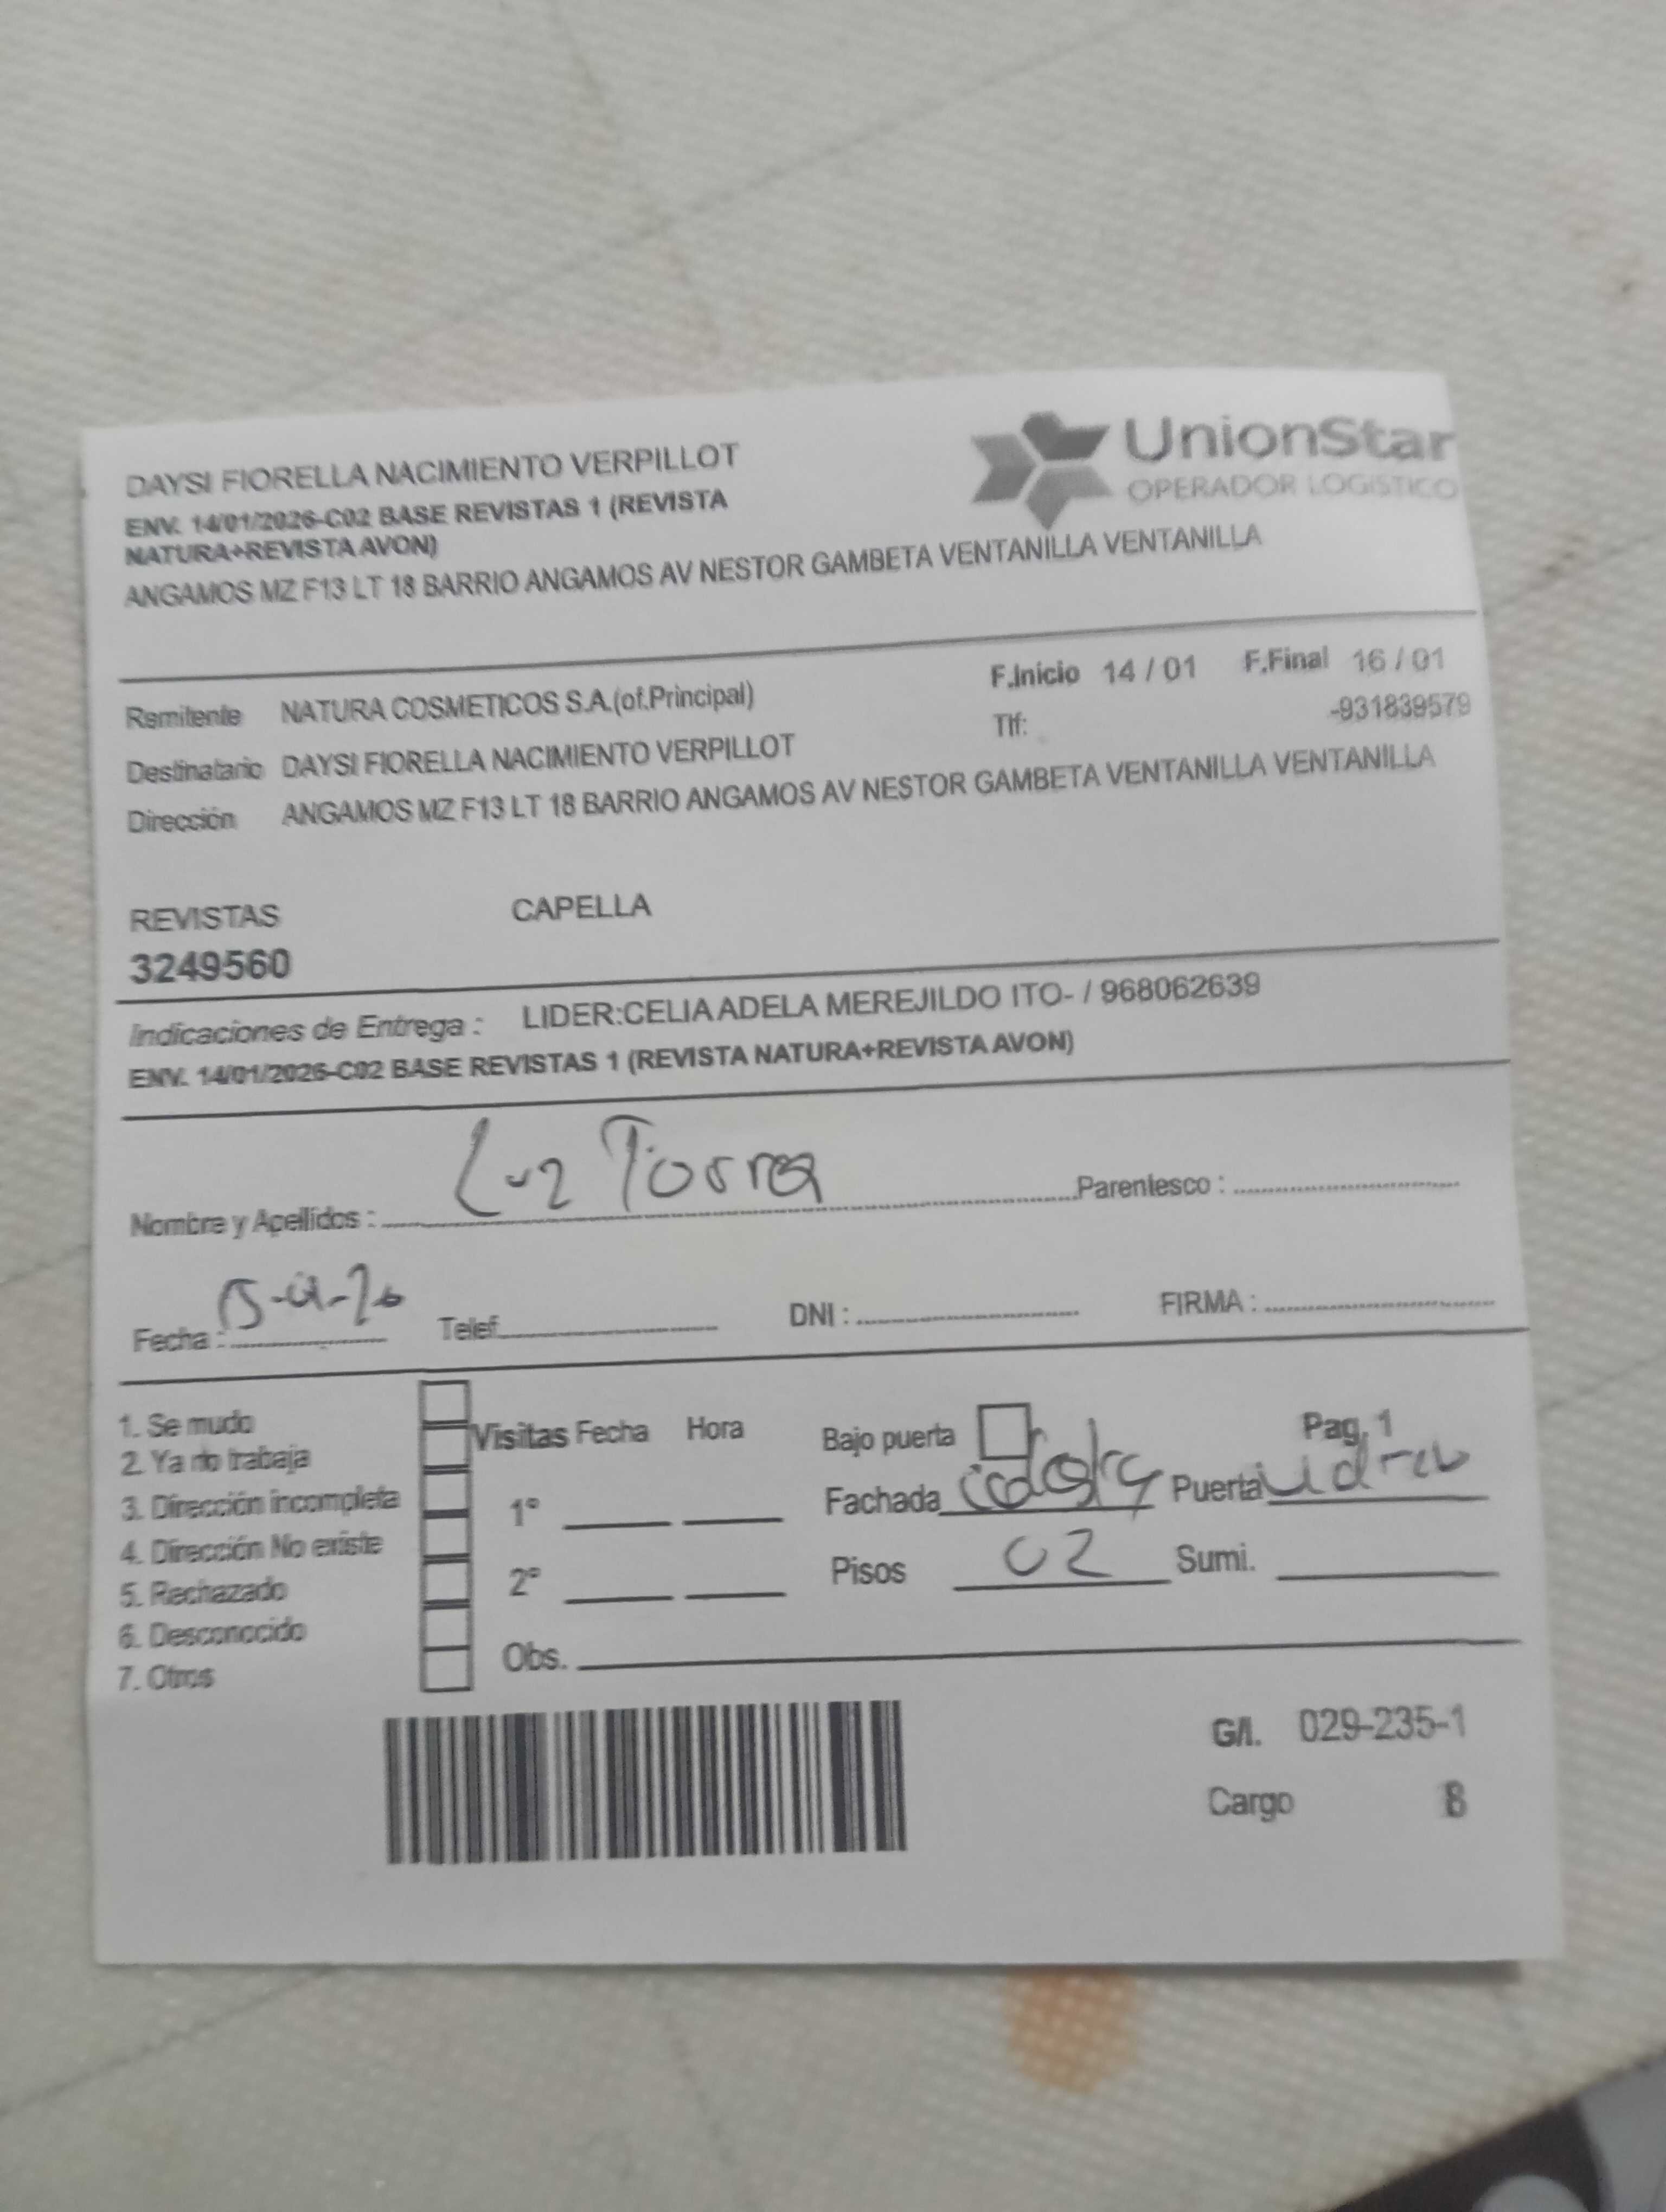 DAYSI FIORELLA NACIMIENTO VERPILLOT
UnionStar
OPERADOR LOGISTICO
ENV. 14/01/2026-C02 BASE REVISTAS 1 (REVISTA
NATURA+REVISTA AVON)
ANGAMOS MZ F13 LT 18 BARRIO ANGAMOS AV NESTOR GAMBETA VENTANILLA VENTANILLA
Remitente NATURA COSMETICOS S.A.(of.Principal) F.Inicio 14 / 01 F.Final 16 / 01
Destinatario DAYSI FIORELLA NACIMIENTO VERPILLOT Tlf: -931839579
Dirección ANGAMOS MZ F13 LT 18 BARRIO ANGAMOS AV NESTOR GAMBETA VENTANILLA VENTANILLA
REVISTAS CAPELLA
3249560
Indicaciones de Entrega : LIDER:CELIA ADELA MEREJILDO ITO- / 968062639
ENV. 14/01/2026-C02 BASE REVISTAS 1 (REVISTA NATURA+REVISTA AVON)
Nombre y Apellidos : Luz Torres Parentesco :
Fecha : Telef. DNI : FIRMA :
1. Se mudo
2. Ya no trabaja
3. Dirección incompleta
4. Dirección No existe
5. Rechazado
6. Desconocido
7. Otros
Visitas Fecha Hora
1°
2°
Obs.
Bajo puerta Pag. 1
Fachada Puerta
Pisos 02 Sumi.
G/I. 029-235-1
Cargo 8